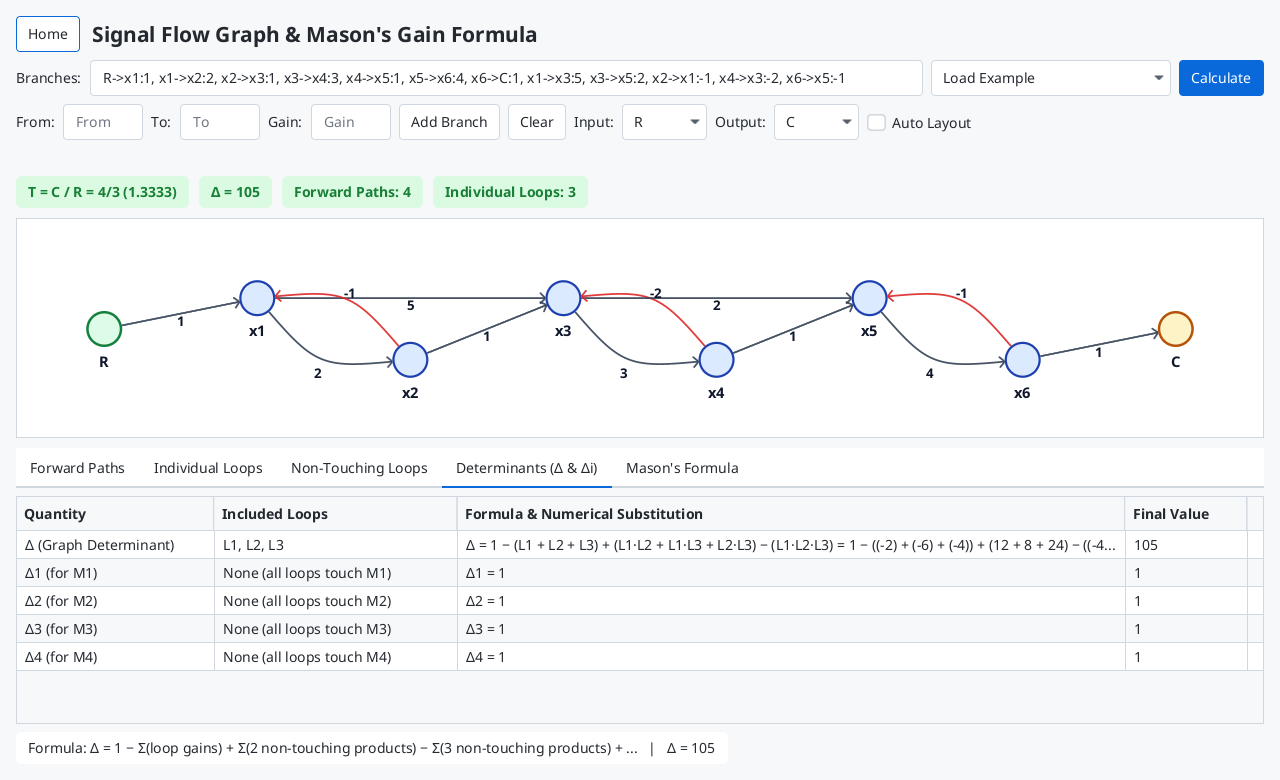 Home Signal Flow Graph & Mason's Gain Formula
Branches: R->x1:1, x1->x2:2, x2->x3:1, x3->x4:3, x4->x5:1, x5->x6:4, x6->C:1, x1->x3:5, x3->x5:2, x2->x1:-1, x4->x3:-2, x6->x5:-1 Load Example Calculate
From: From To: To Gain: Gain Add Branch Clear Input: R Output: C Auto Layout
T = C / R = 4/3 (1.3333) Δ = 105 Forward Paths: 4 Individual Loops: 3
-1 -2 -1
5 2
1 1 1 1
x1 x3 x5
R C
2 3 4
x2 x4 x6
Forward Paths Individual Loops Non-Touching Loops Determinants (Δ & Δi) Mason's Formula
Quantity Included Loops Formula & Numerical Substitution Final Value
Δ (Graph Determinant) L1, L2, L3 Δ = 1 − (L1 + L2 + L3) + (L1·L2 + L1·L3 + L2·L3) − (L1·L2·L3) = 1 − ((-2) + (-6) + (-4)) + (12 + 8 + 24) − ((-4... 105
Δ1 (for M1) None (all loops touch M1) Δ1 = 1 1
Δ2 (for M2) None (all loops touch M2) Δ2 = 1 1
Δ3 (for M3) None (all loops touch M3) Δ3 = 1 1
Δ4 (for M4) None (all loops touch M4) Δ4 = 1 1
Formula: Δ = 1 − Σ(loop gains) + Σ(2 non-touching products) − Σ(3 non-touching products) + ... | Δ = 105